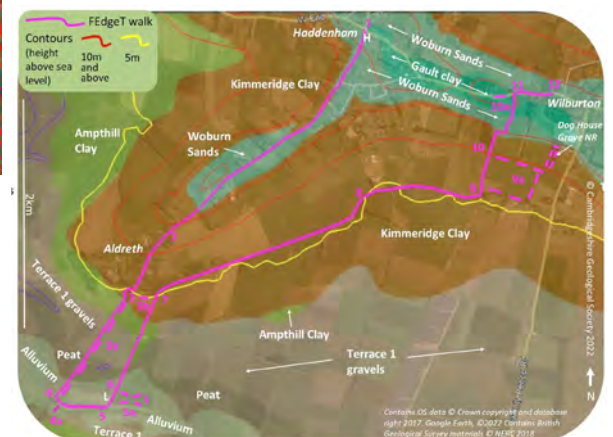 FEdgeT walk
Contours
(height
above sea
level)
10m
and
above
5m
Haddenham
H
Woburn Sands
Gault clay
Woburn Sands
Wilburton
Dog House
Grove NR
Kimmeridge Clay
Ampthill
Clay
Woburn
Sands
10
9a
2km
Aldreth
Kimmeridge Clay
Terrace 1 gravels
Ampthill
Clay
Terrace 1
gravels
Peat
Alluvium
L
Peat
Alluvium
Terrace 1
N
© Cambridgeshire Geological Society 2022
Contains OS data © Crown copyright and database
right 2017. Google Earth, ©2022 Contains British
Geological Survey materials © NERC 2018